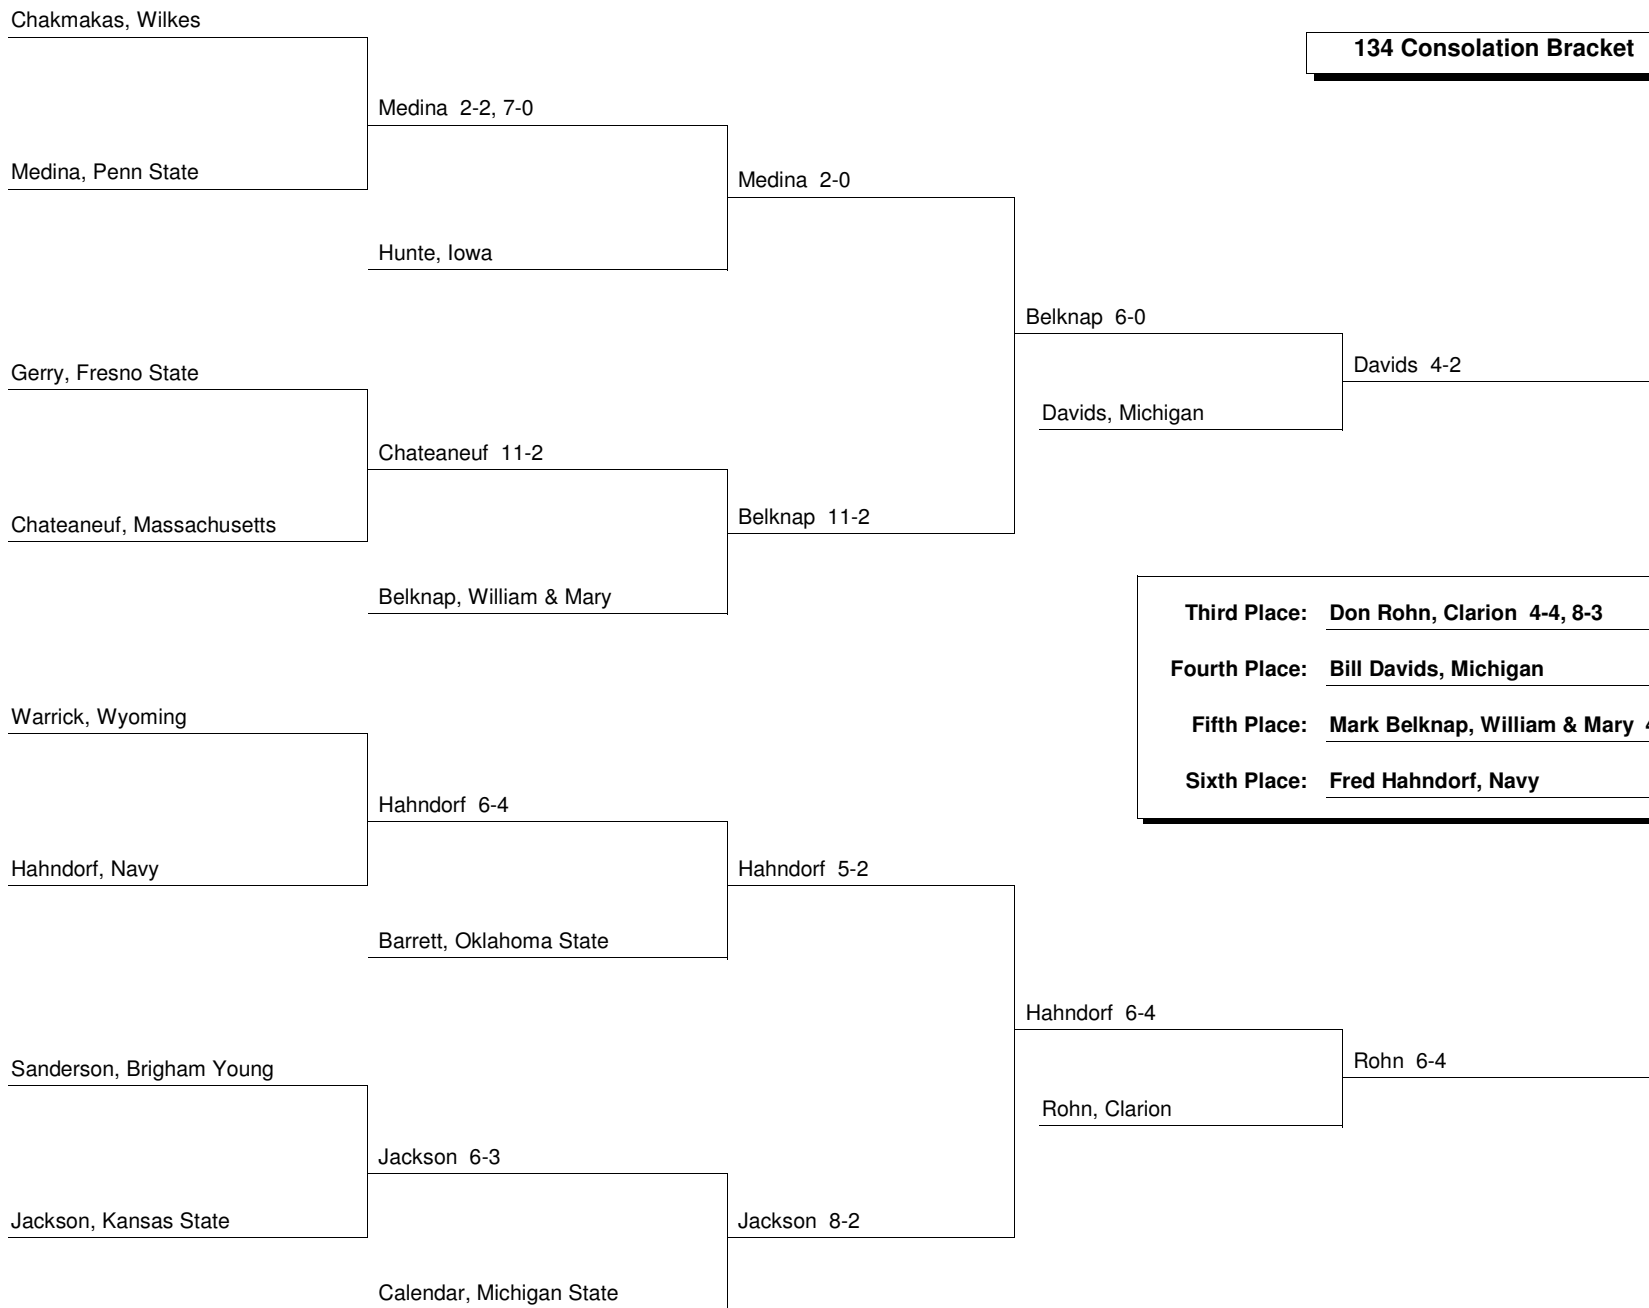 Chakmakas, Wilkes
134 Consolation Bracket
Medina 2-2, 7-0
Medina, Penn State
Medina 2-0
Hunte, Iowa
Belknap 6-0
Gerry, Fresno State
Davids 4-2
Davids, Michigan
Chateaneuf 11-2
Chateaneuf, Massachusetts
Belknap 11-2
Belknap, William & Mary
Third Place: Don Rohn, Clarion 4-4, 8-3
Fourth Place: Bill Davids, Michigan
Warrick, Wyoming
Fifth Place: Mark Belknap, William & Mary
Sixth Place: Fred Hahndorf, Navy
Hahndorf 6-4
Hahndorf, Navy
Hahndorf 5-2
Barrett, Oklahoma State
Hahndorf 6-4
Sanderson, Brigham Young
Rohn 6-4
Rohn, Clarion
Jackson 6-3
Jackson, Kansas State
Jackson 8-2
Calendar, Michigan State